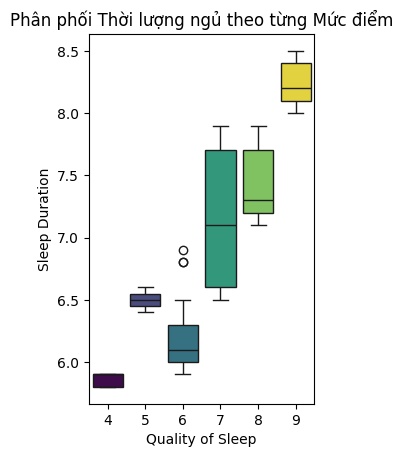 Phân phối Thời lượng ngủ theo từng Mức điểm
8.5
8.0
7.5
7.0
6.5
6.0
Sleep Duration
4 5 6 7 8 9
Quality of Sleep